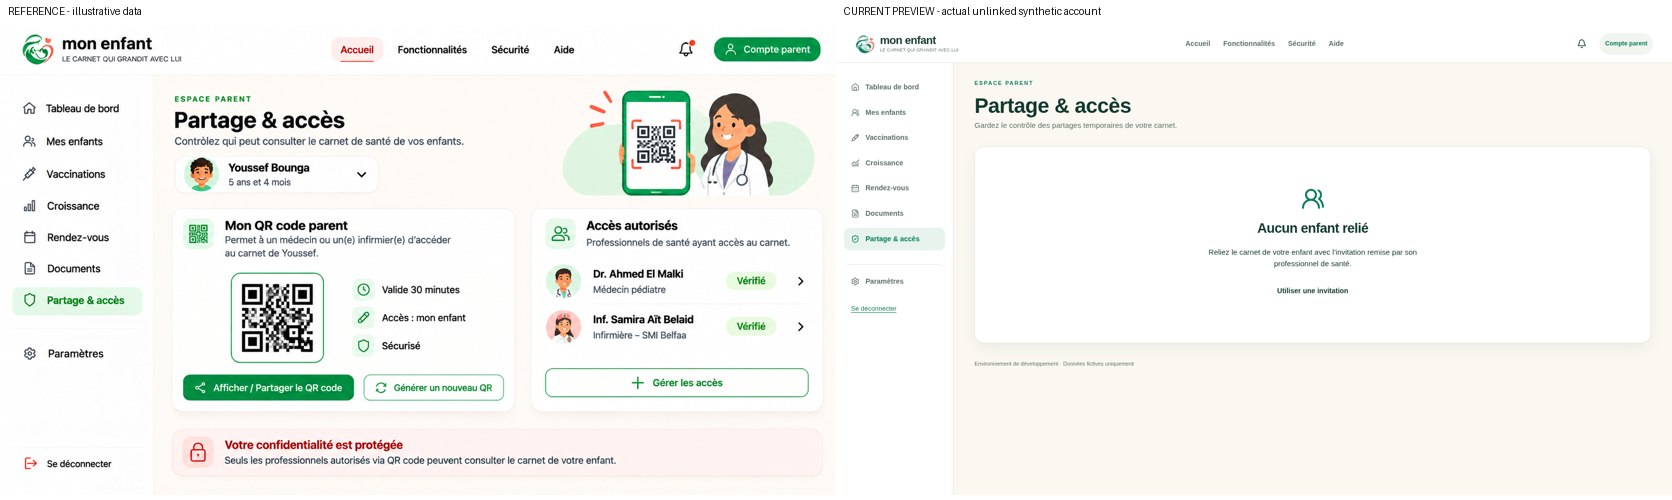 REFERENCE - illustrative data
mon enfant
LE CARNET QUI GRANDIT AVEC LUI
Accueil
Fonctionnalités
Sécurité
Aide
Compte parent
Tableau de bord
Mes enfants
Vaccinations
Croissance
Rendez-vous
Documents
Partage & accès
Paramètres
Se déconnecter
ESPACE PARENT
Partage & accès
Contrôlez qui peut consulter le carnet de santé de vos enfants.
Youssef Bounga
5 ans et 4 mois
Mon QR code parent
Permet à un médecin ou un(e) infirmier(e) d'accéder
au carnet de Youssef.
Valide 30 minutes
Accès : mon enfant
Sécurisé
Afficher / Partager le QR code
Générer un nouveau QR
Accès autorisés
Professionnels de santé ayant accès au carnet.
Dr. Ahmed El Malki
Médecin pédiatre
Vérifié
Inf. Samira Aït Belaid
Infirmière – SMI Belfaa
Vérifié
Gérer les accès
Votre confidentialité est protégée
Seuls les professionnels autorisés via QR code peuvent consulter le carnet de votre enfant.
CURRENT PREVIEW - actual unlinked synthetic account
mon enfant
LE CARNET QUI GRANDIT AVEC LUI
Accueil
Fonctionnalités
Sécurité
Aide
Compte parent
Tableau de bord
Mes enfants
Vaccinations
Croissance
Rendez-vous
Documents
Partage & accès
Paramètres
Se déconnecter
ESPACE PARENT
Partage & accès
Gardez le contrôle des partages temporaires de votre carnet.
Aucun enfant relié
Reliez le carnet de votre enfant avec l'invitation remise par son
professionnel de santé.
Utiliser une invitation
Environnement de développement · Données fictives uniquement